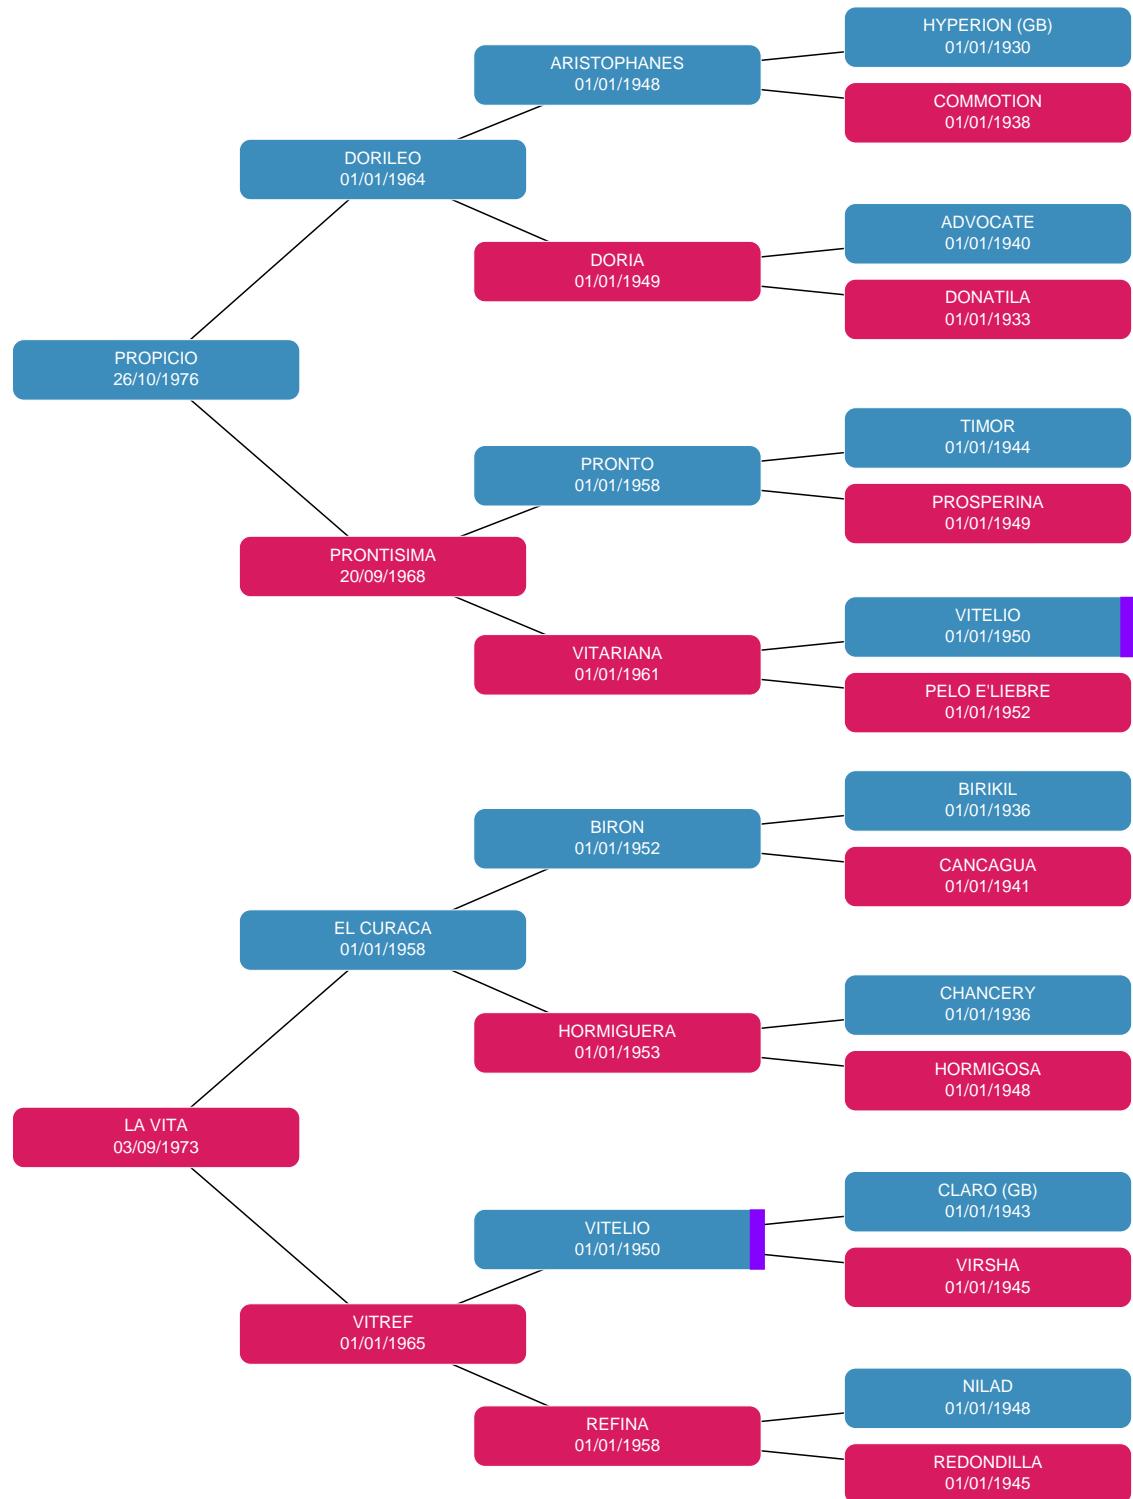 HYPERION (GB)
01/01/1930
ARISTOPHANES
01/01/1948
COMMOTION
01/01/1938
DORILEO
01/01/1964
ADVOCATE
01/01/1940
DORIA
01/01/1949
DONATILA
01/01/1933
PROPICIO
26/10/1976
TIMOR
01/01/1944
PRONTO
01/01/1958
PROSPERINA
01/01/1949
PRONTISIMA
20/09/1968
VITELIO
01/01/1950
VITARIANA
01/01/1961
PELO E'LIEBRE
01/01/1952
BIRIKIL
01/01/1936
BIRON
01/01/1952
CANCAGUA
01/01/1941
EL CURACA
01/01/1958
CHANCERY
01/01/1936
HORMIGUERA
01/01/1953
HORMIGOSA
01/01/1948
LA VITA
03/09/1973
CLARO (GB)
01/01/1943
VITELIO
01/01/1950
VIRSHA
01/01/1945
VITREF
01/01/1965
NILAD
01/01/1948
REFINA
01/01/1958
REDONDILLA
01/01/1945